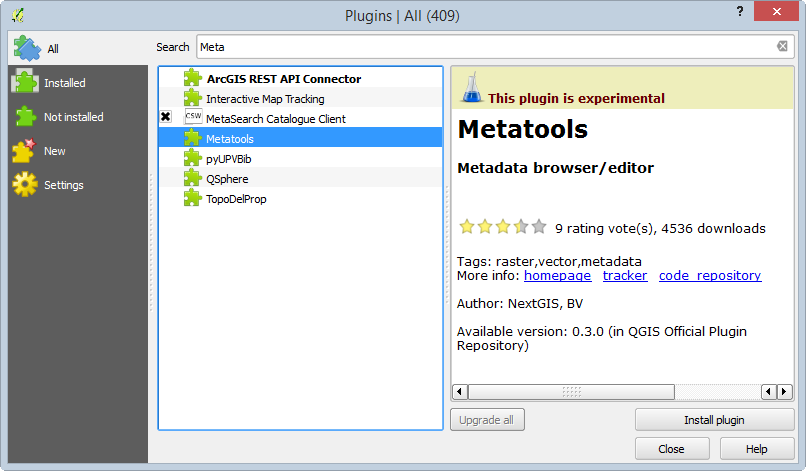 Plugins | All (409)
?
All
Installed
Not installed
New
Settings
Search Meta
ArcGIS REST API Connector
Interactive Map Tracking
CSW MetaSearch Catalogue Client
Metatools
pyUPVBib
QSphere
TopoDelProp
This plugin is experimental
Metatools
Metadata browser/editor
9 rating vote(s), 4536 downloads
Tags: raster,vector,metadata
More info: homepage tracker code_repository
Author: NextGIS, BV
Available version: 0.3.0 (in QGIS Official Plugin
Repository)
Upgrade all Install plugin
Close Help